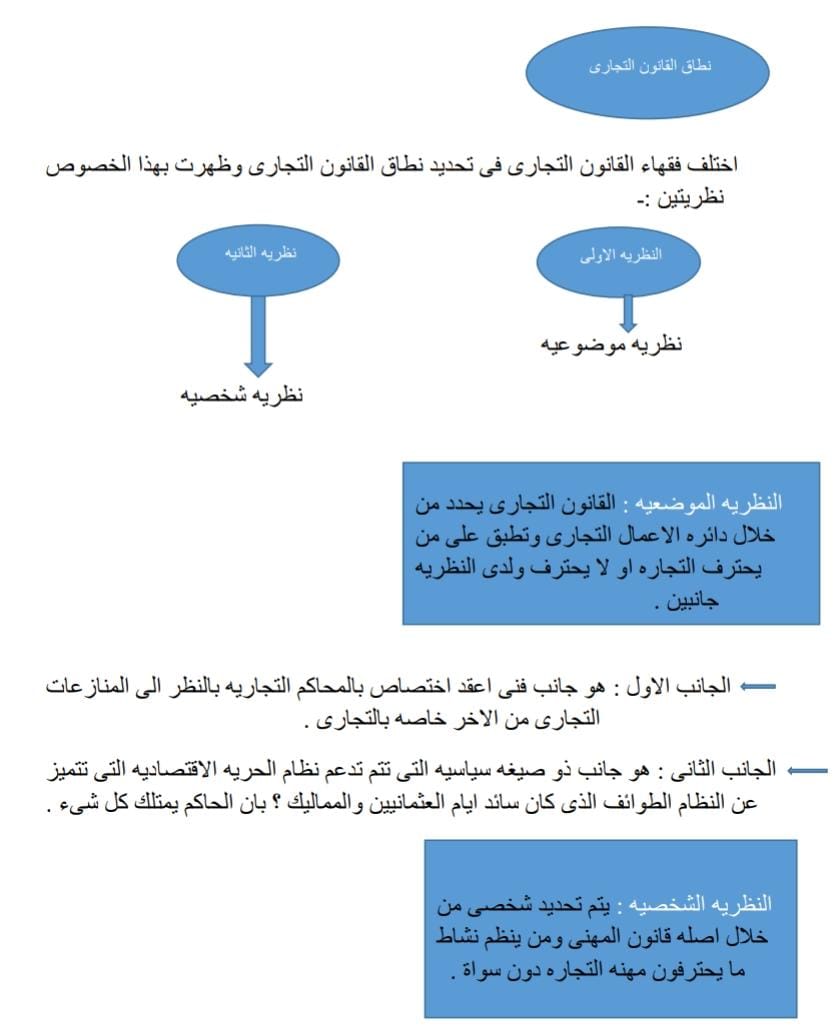 نطاق القانون التجارى
اختلف فقهاء القانون التجارى فى تحديد نطاق القانون التجارى وظهرت بهذا الخصوص
نظريتين :-
النظريه الاولى
نظريه الثانيه
نظريه موضوعيه
نظريه شخصيه
النظريه الموضعيه : القانون التجارى يحدد من
خلال دائره الاعمال التجارى وتطبق على من
يحترف التجاره او لا يحترف ولدى النظريه
جانبين .
الجانب الاول : هو جانب فنى اعقد اختصاص بالمحاكم التجاريه بالنظر الى المنازعات
التجارى من الاخر خاصه بالتجارى .
الجانب الثانى : هو جانب ذو صيغه سياسيه التى تتم تدعم نظام الحريه الاقتصاديه التى تتميز
عن النظام الطوائف الذى كان سائد ايام العثمانيين والمماليك ؟ بان الحاكم يمتلك كل شىء .
النظريه الشخصيه : يتم تحديد شخصى من
خلال اصله قانون المهنى ومن ينظم نشاط
ما يحترفون مهنه التجاره دون سواة .